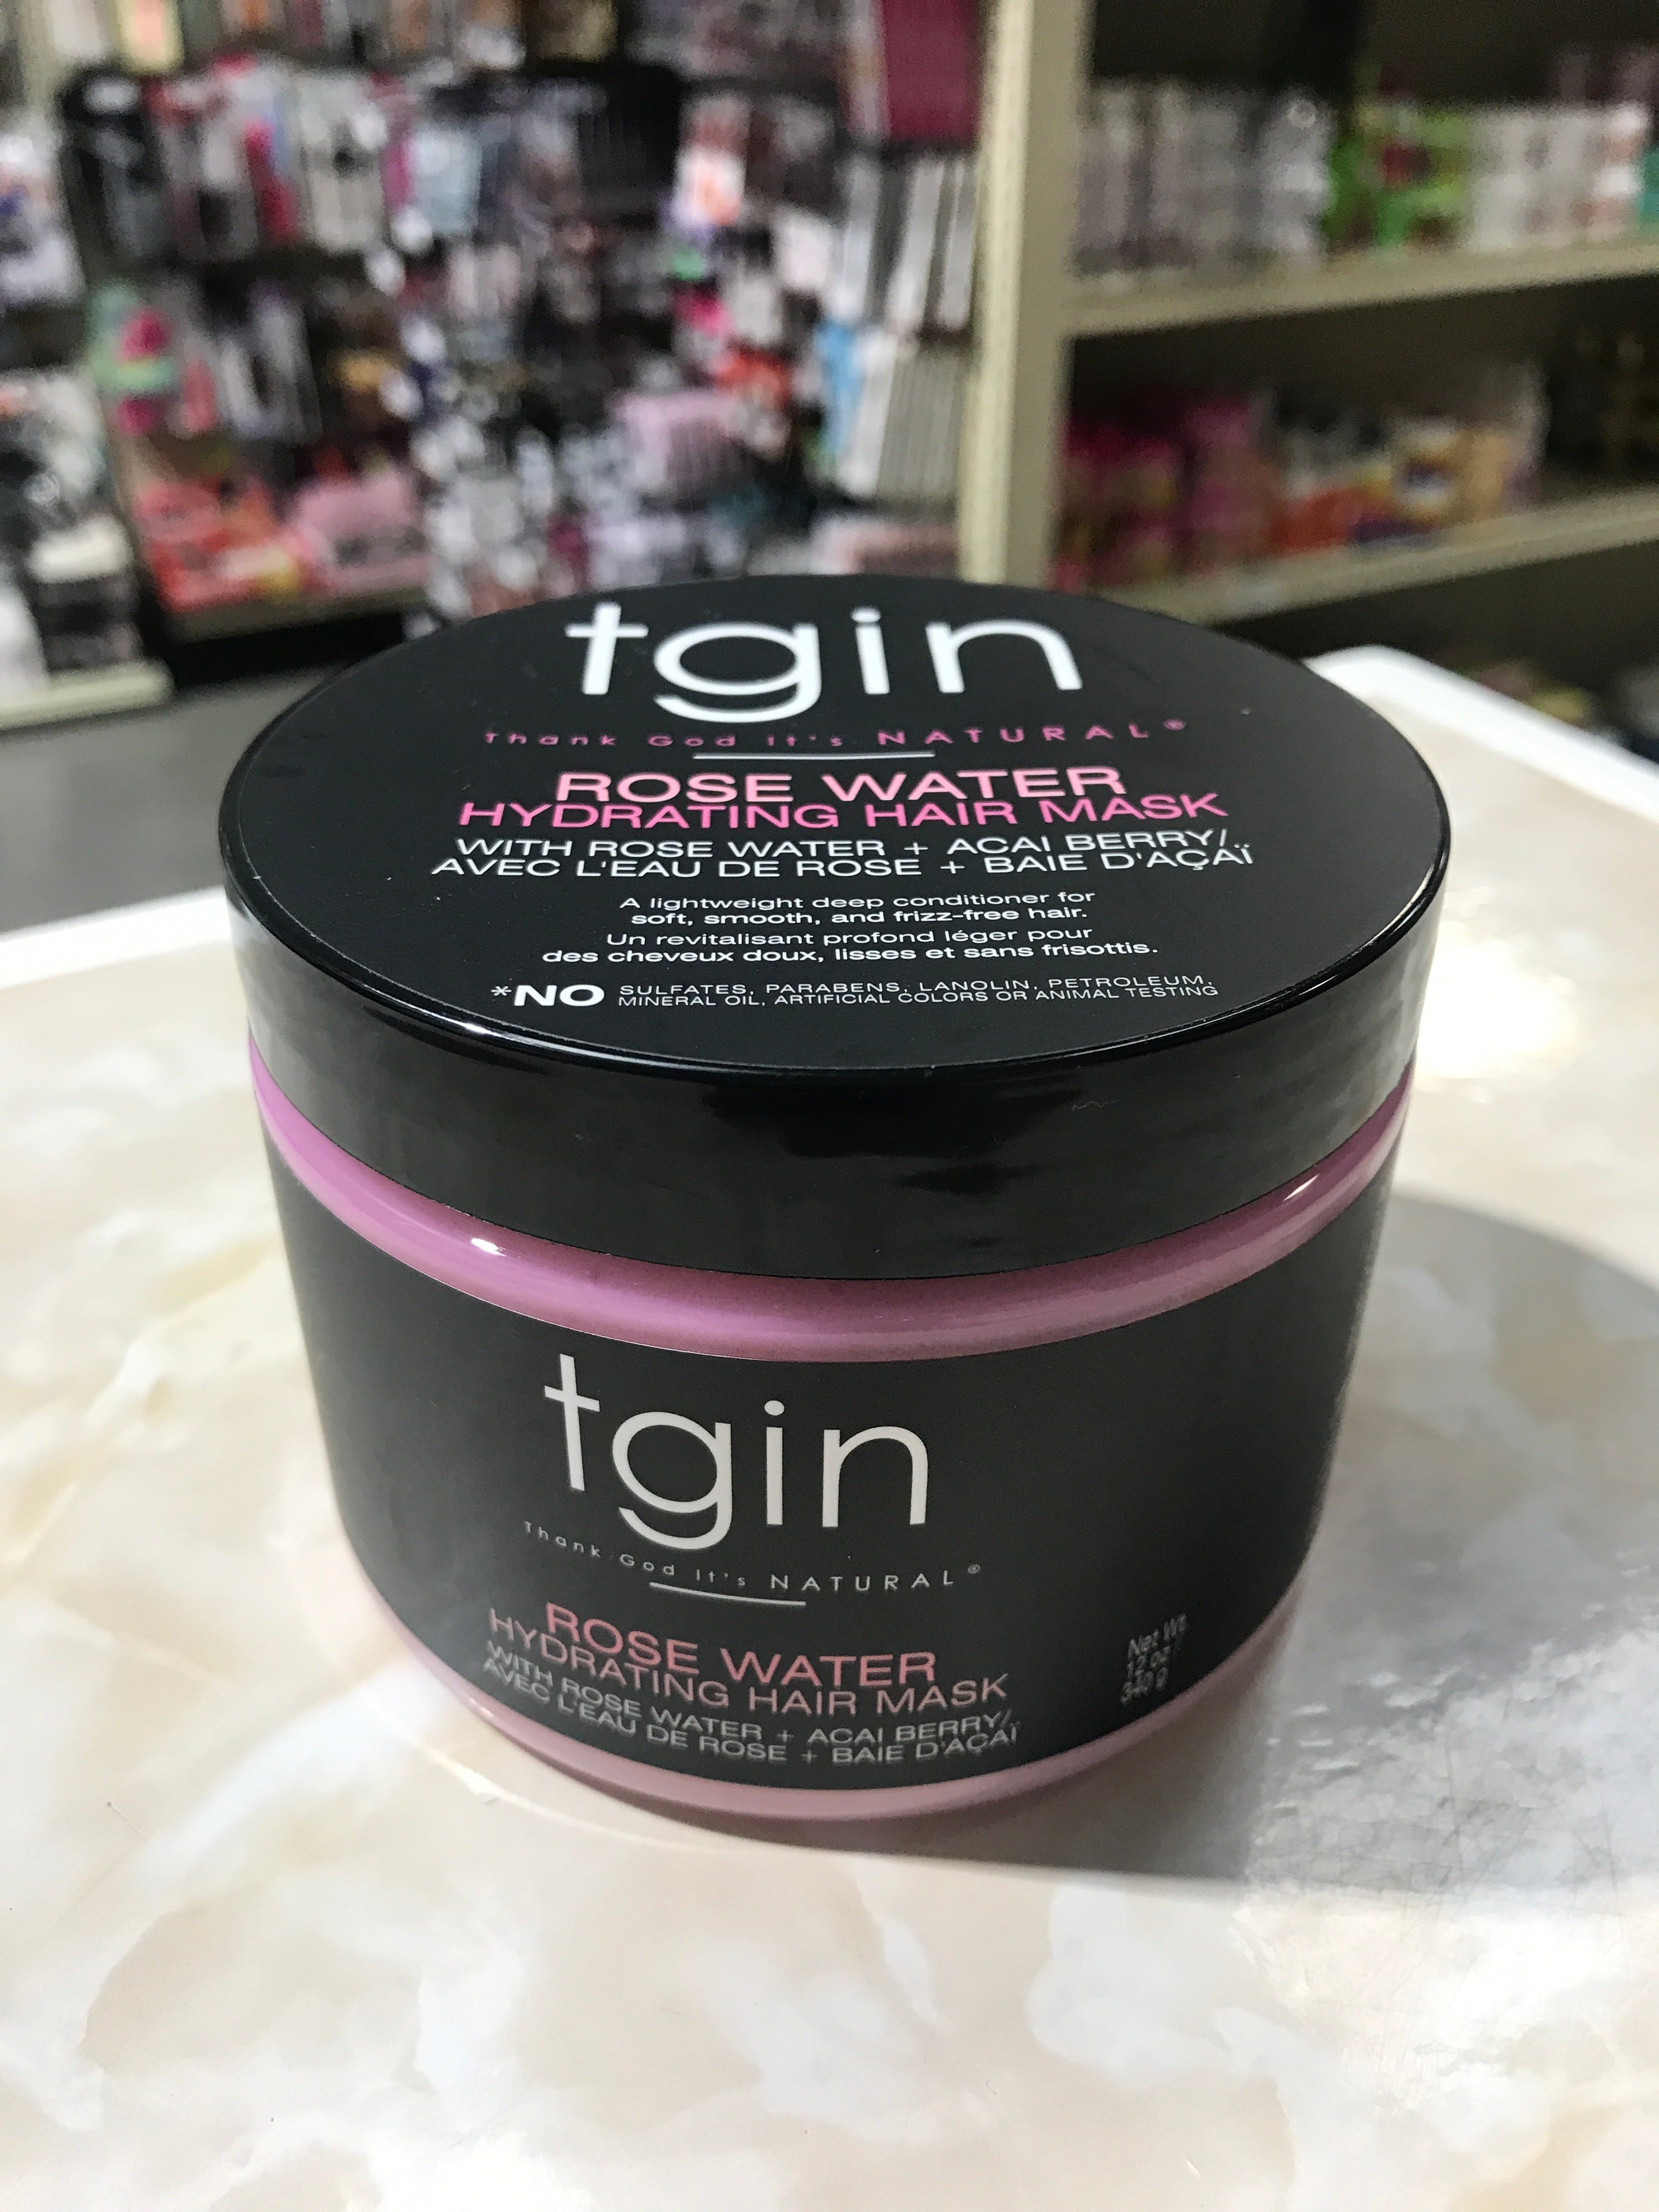 tgin
Thank God It's NATURAL®
ROSE WATER
HYDRATING HAIR MASK
WITH ROSE WATER + ACAI BERRY/
AVEC L'EAU DE ROSE + BAIE D'AÇAÏ
A lightweight deep conditioner for
soft, smooth, and frizz-free hair.
Un revitalisant profond léger pour
des cheveux doux, lisses et sans frisottis.
*NO SULFATES, PARABENS, LANOLIN, PETROLEUM,
MINERAL OIL, ARTIFICIAL COLORS OR ANIMAL TESTING
tgin
Thank God It's NATURAL®
ROSE WATER
HYDRATING HAIR MASK
WITH ROSE WATER + ACAI BERRY/
AVEC L'EAU DE ROSE + BAIE D'AÇAÏ
Net Wt.
12 oz/
340 g